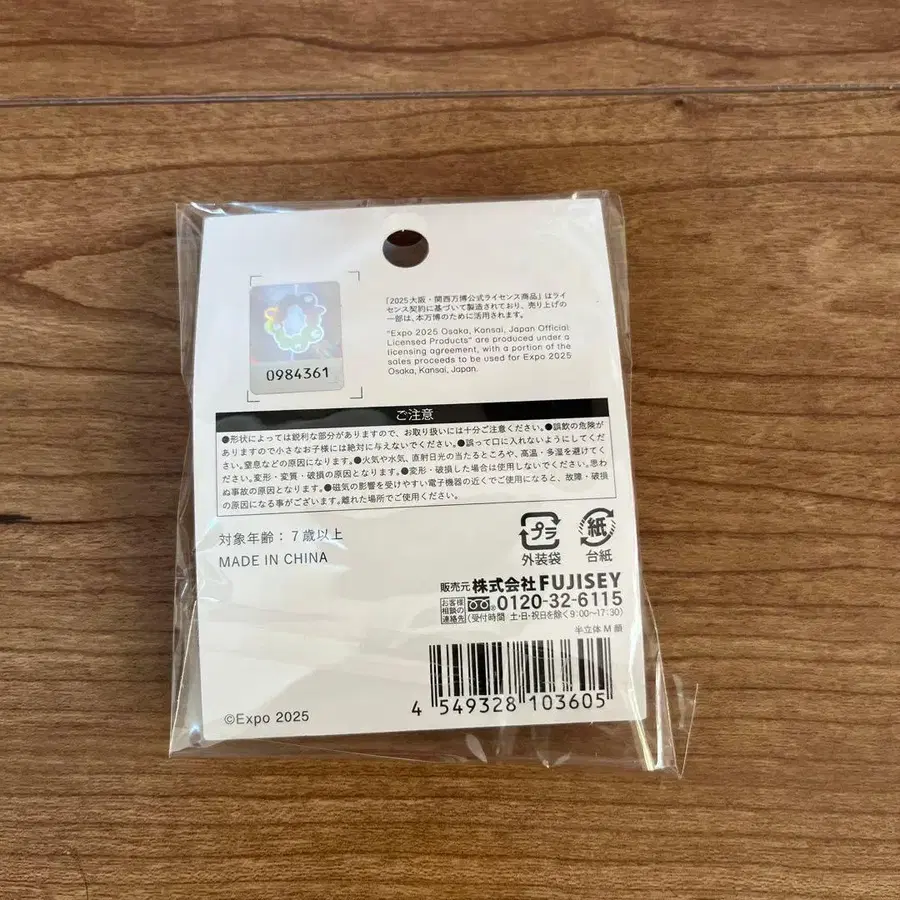 0984361
「2025大阪・関西万博公式ライセンス商品」はライ
センス契約に基づいて製造されており、売り上げの
一部は、本万博のために活用されます。
"Expo 2025 Osaka, Kansai, Japan Official
Licensed Products" are produced under a
licensing agreement, with a portion of the
sales proceeds to be used for Expo 2025
Osaka, Kansai, Japan.
ご注意
●形状によっては鋭利な部分がありますので、お取り扱いには十分ご注意ください。●誤飲の危険が
ありますので小さなお子様には絶対に与えないでください。●誤って口に入れないようにしてくだ
さい。窒息などの原因になります。●火気や水気、直射日光の当たるところや、高温・多湿を避けてく
ださい。変形・変質・破損の原因となります。●変形・破損した場合は使用しないでください。思わ
ぬ事故の原因となります。●磁気の影響を受けやすい電子機器の近くでご使用になると、故障・破損
の原因になる事がございます。離れた場所でご使用ください。
対象年齢：7歳以上
MADE IN CHINA
プラ
外装袋
紙
台紙
販売元 株式会社FUJISEY
お客様
相談の
連絡先
0120-32-6115
(受付時間 土・日・祝日を除く9:00〜17:30)
半立体 M 顔
4 549328 103605
©Expo 2025